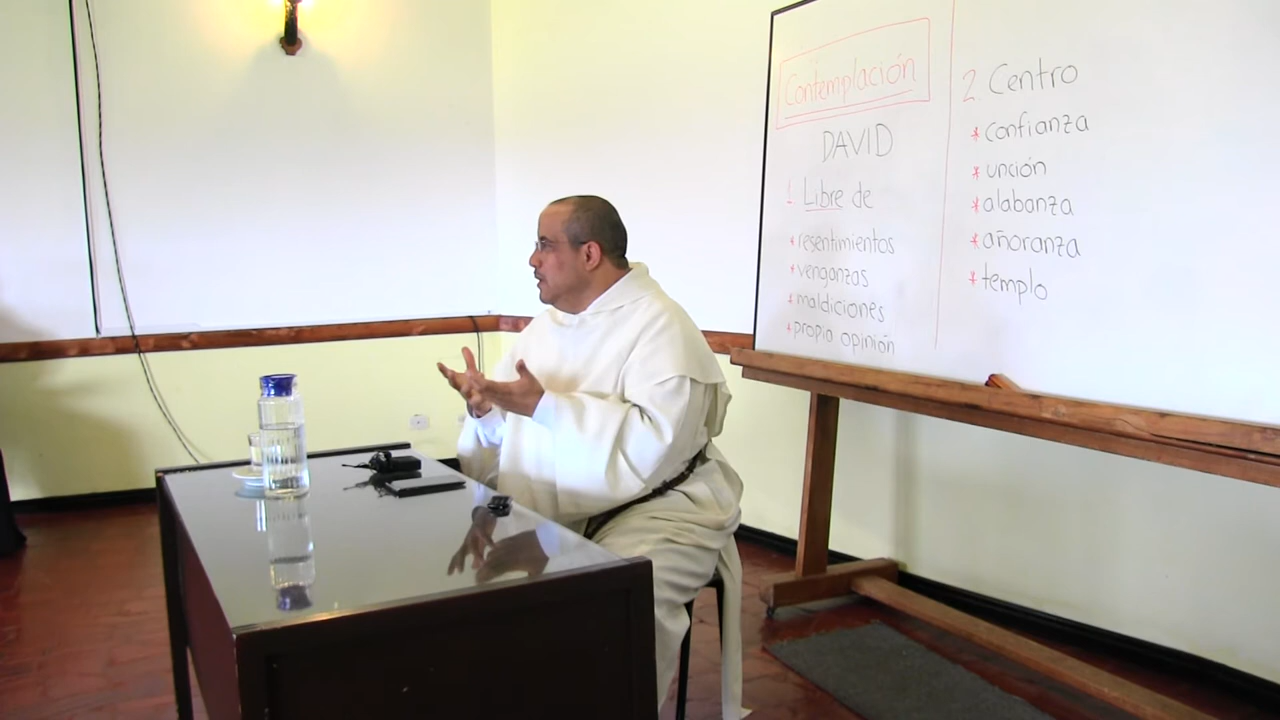 Contemplación
DAVID
1. Libre de
* resentimientos
* venganzas
* maldiciones
* propia opinión
2. Centro
* confianza
* unción
* alabanza
* añoranza
* templo